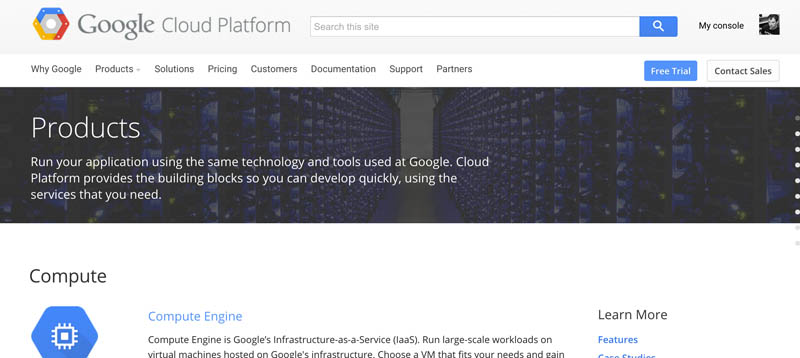 Google Cloud Platform
Search this site
My console
Why Google Products Solutions Pricing Customers Documentation Support Partners
Free Trial Contact Sales
Products
Run your application using the same technology and tools used at Google. Cloud
Platform provides the building blocks so you can develop quickly, using the
services that you need.
Compute
Compute Engine
Compute Engine is Google's Infrastructure-as-a-Service (IaaS). Run large-scale workloads on
virtual machines hosted on Google's infrastructure. Choose a VM that fits your needs and gain
Learn More
Features
Case Studies